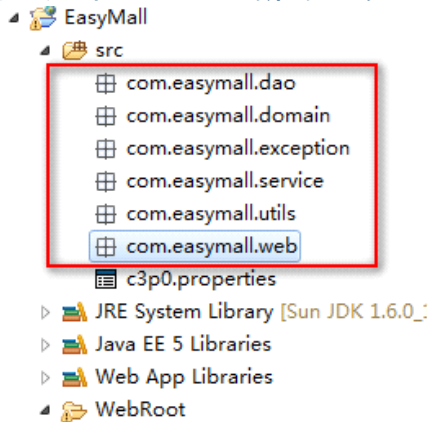 EasyMall
src
com.easymall.dao
com.easymall.domain
com.easymall.exception
com.easymall.service
com.easymall.utils
com.easymall.web
c3p0.properties
JRE System Library [Sun JDK 1.6.0_1
Java EE 5 Libraries
Web App Libraries
WebRoot